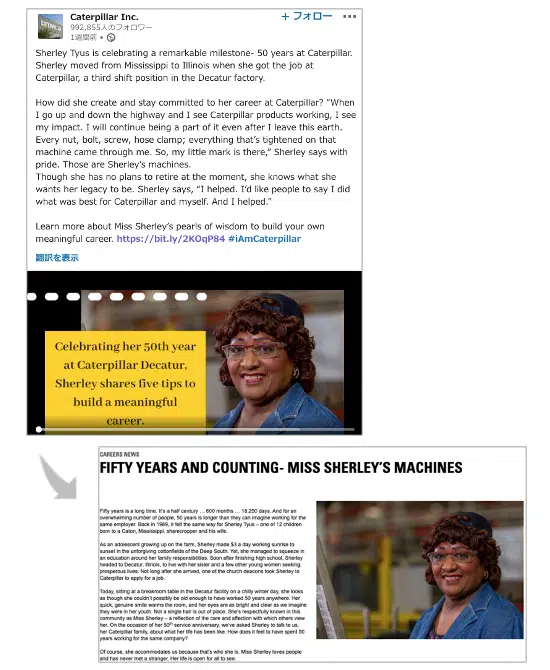 Caterpillar Inc.
992,855人のフォロワー
1週間前 •
+ フォロー
Sherley Tyus is celebrating a remarkable milestone- 50 years at Caterpillar.
Sherley moved from Mississippi to Illinois when she got the job at
Caterpillar, a third shift position in the Decatur factory.
How did she create and stay committed to her career at Caterpillar? "When
I go up and down the highway and I see Caterpillar products working, I see
my impact. I will continue being a part of it even after I leave this earth.
Every nut, bolt, screw, hose clamp; everything that's tightened on that
machine came through me. So, my little mark is there," Sherley says with
pride. Those are Sherley's machines.
Though she has no plans to retire at the moment, she knows what she
wants her legacy to be. Sherley says, "I helped. I'd like people to say I did
what was best for Caterpillar and myself. And I helped."
Learn more about Miss Sherley's pearls of wisdom to build your own
meaningful career. https://bit.ly/2KOqP84 #iAmCaterpillar
翻訳を表示
Celebrating her 50th year
at Caterpillar Decatur,
Sherley shares five tips to
build a meaningful
career.
CAREERS NEWS
FIFTY YEARS AND COUNTING- MISS SHERLEY'S MACHINES
Fifty years is a long time. It's a half century … 600 months … 18,250 days. And for an
overwhelming number of people, 50 years is longer than they can imagine working for the
same employer. Back in 1969, it felt the same way for Sherley Tyus – one of 12 children
born to a Caton, Mississippi, sharecropper and his wife.
As an adolescent growing up on the farm, Sherley made $3 a day working sunrise to
sunset in the unforgiving cottonfields of the Deep South. Yet, she managed to squeeze in
an education around her family responsibilities. Soon after finishing high school, Sherley
headed to Decatur, Illinois, to live with her sister and a few other young women seeking
prosperous lives. Not long after she arrived, one of the church deacons took Sherley to
Caterpillar to apply for a job.
Today, sitting at a breakroom table in the Decatur facility on a chilly winter day, she looks
as though she couldn't possibly be old enough to have worked 50 years anywhere. Her
quick, genuine smile warms the room, and her eyes are as bright and clear as we imagine
they were in her youth. Not a single hair is out of place. She's respectfully known in this
community as Miss Sherley – a reflection of the care and affection with which others view
her. On the occasion of her 50th service anniversary, we've asked Sherley to talk to us,
her Caterpillar family, about what her life has been like. How does it feel to have spent 50
years working for the same company?
Of course, she accommodates us because that's who she is. Miss Sherley loves people
and has never met a stranger. Her life is open for all to see.